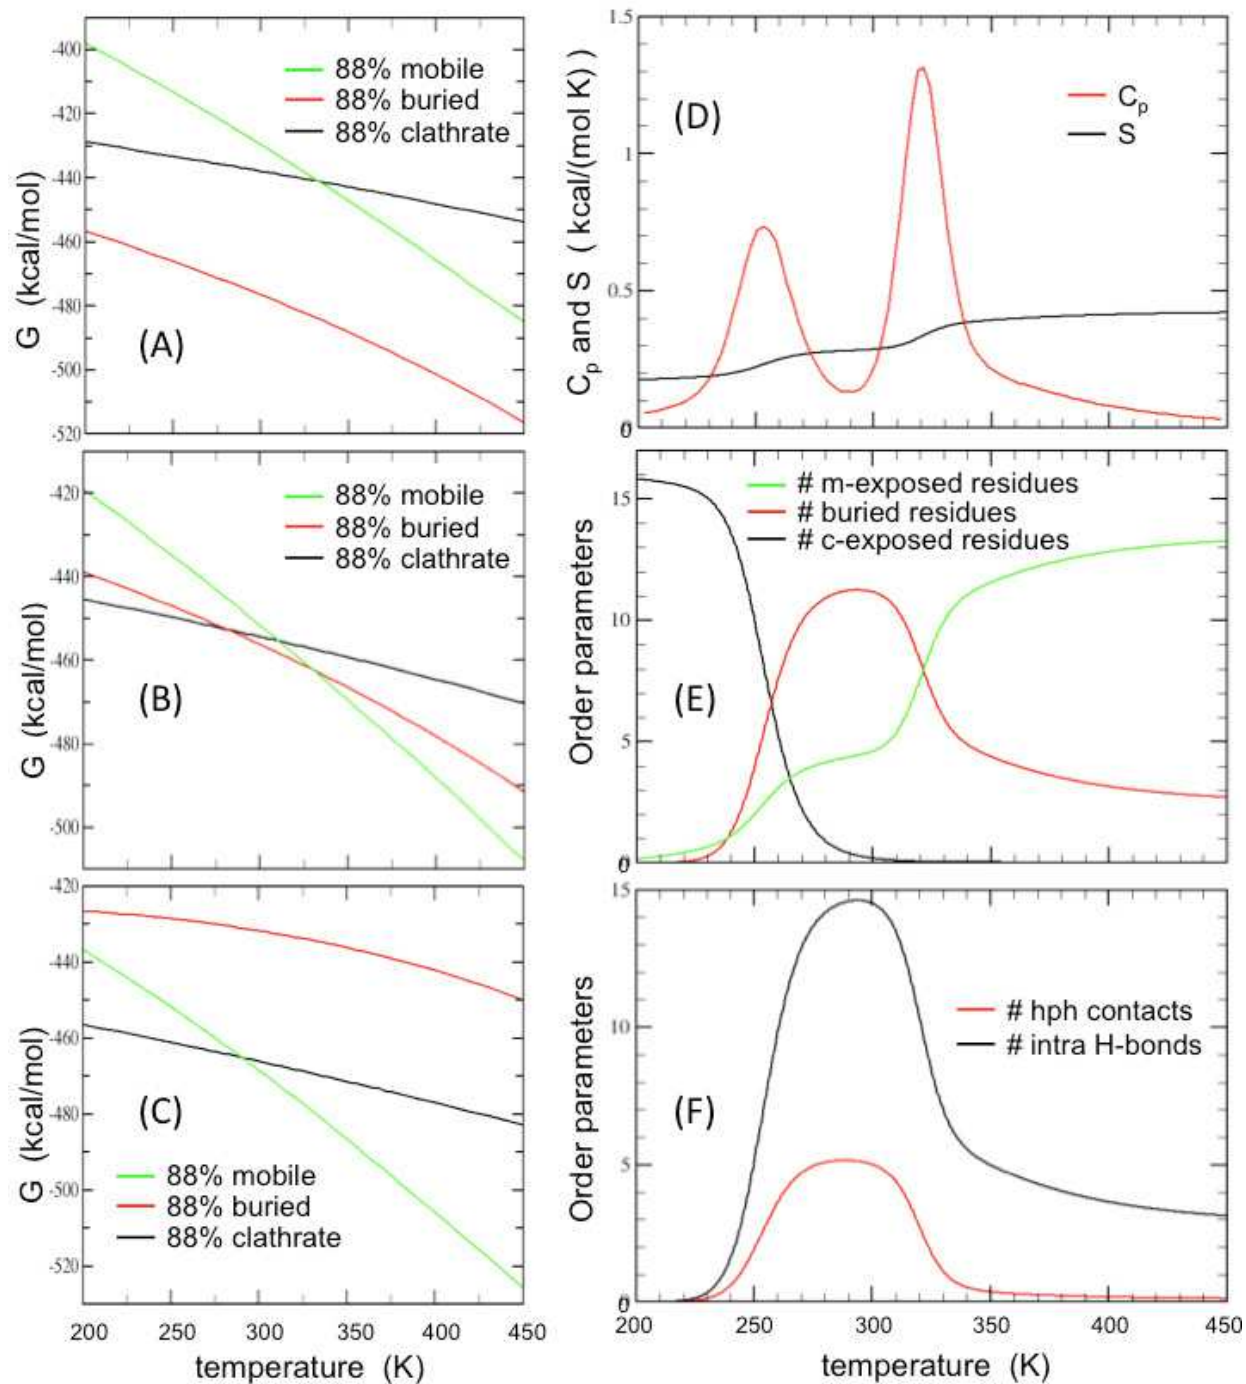 -400
-420
-440
-460
-480
-500
-520
G (kcal/mol)
88% mobile
88% buried
88% clathrate
(A)
1.5
1
0.5
0
C_p and S ( kcal/(mol K) )
(D)
C_p
S
-420
-440
-460
-480
-500
G (kcal/mol)
88% mobile
88% buried
88% clathrate
(B)
15
10
5
0
Order parameters
# m-exposed residues
# buried residues
# c-exposed residues
(E)
-420
-440
-460
-480
-500
-520
G (kcal/mol)
(C)
88% mobile
88% buried
88% clathrate
200 250 300 350 400 450
temperature (K)
15
10
5
0
Order parameters
# hph contacts
# intra H-bonds
(F)
200 250 300 350 400 450
temperature (K)